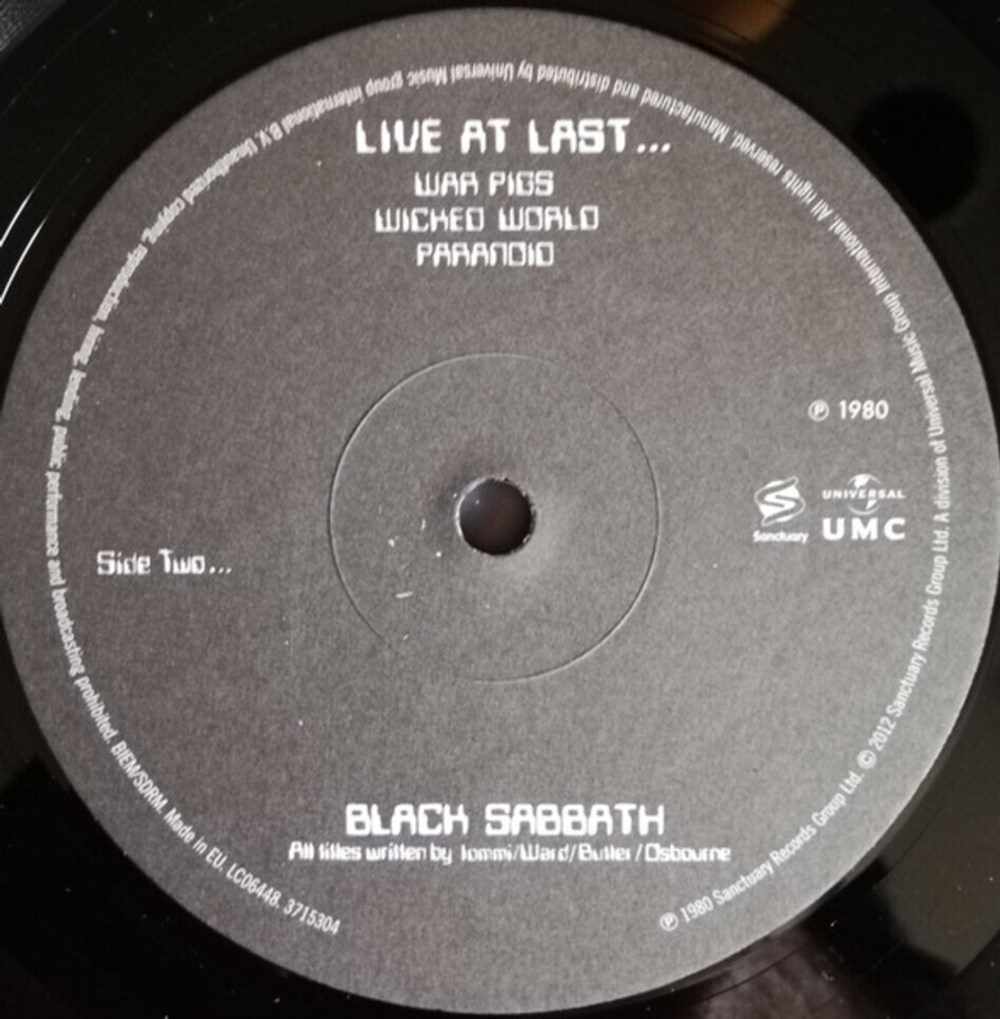 LIVE AT LAST...
WAR PIGS
WICKED WORLD
PARANOID
℗ 1980
Sanctuary
UNIVERSAL
UMC
Side Two...
BLACK SABBATH
All titles written by Iommi/Ward/Butler/Osbourne
℗ 1980 Sanctuary Records Group Ltd. © 2012 Sanctuary Records Group Ltd. A division of Universal Music Group International. All rights reserved. Manufactured and distributed by Universal Music group international B.V. Unauthorized copying, reproduction, hiring, lending, public performance and broadcasting prohibited. BIEM/SDRM. Made in EU. LC06448. 3715304